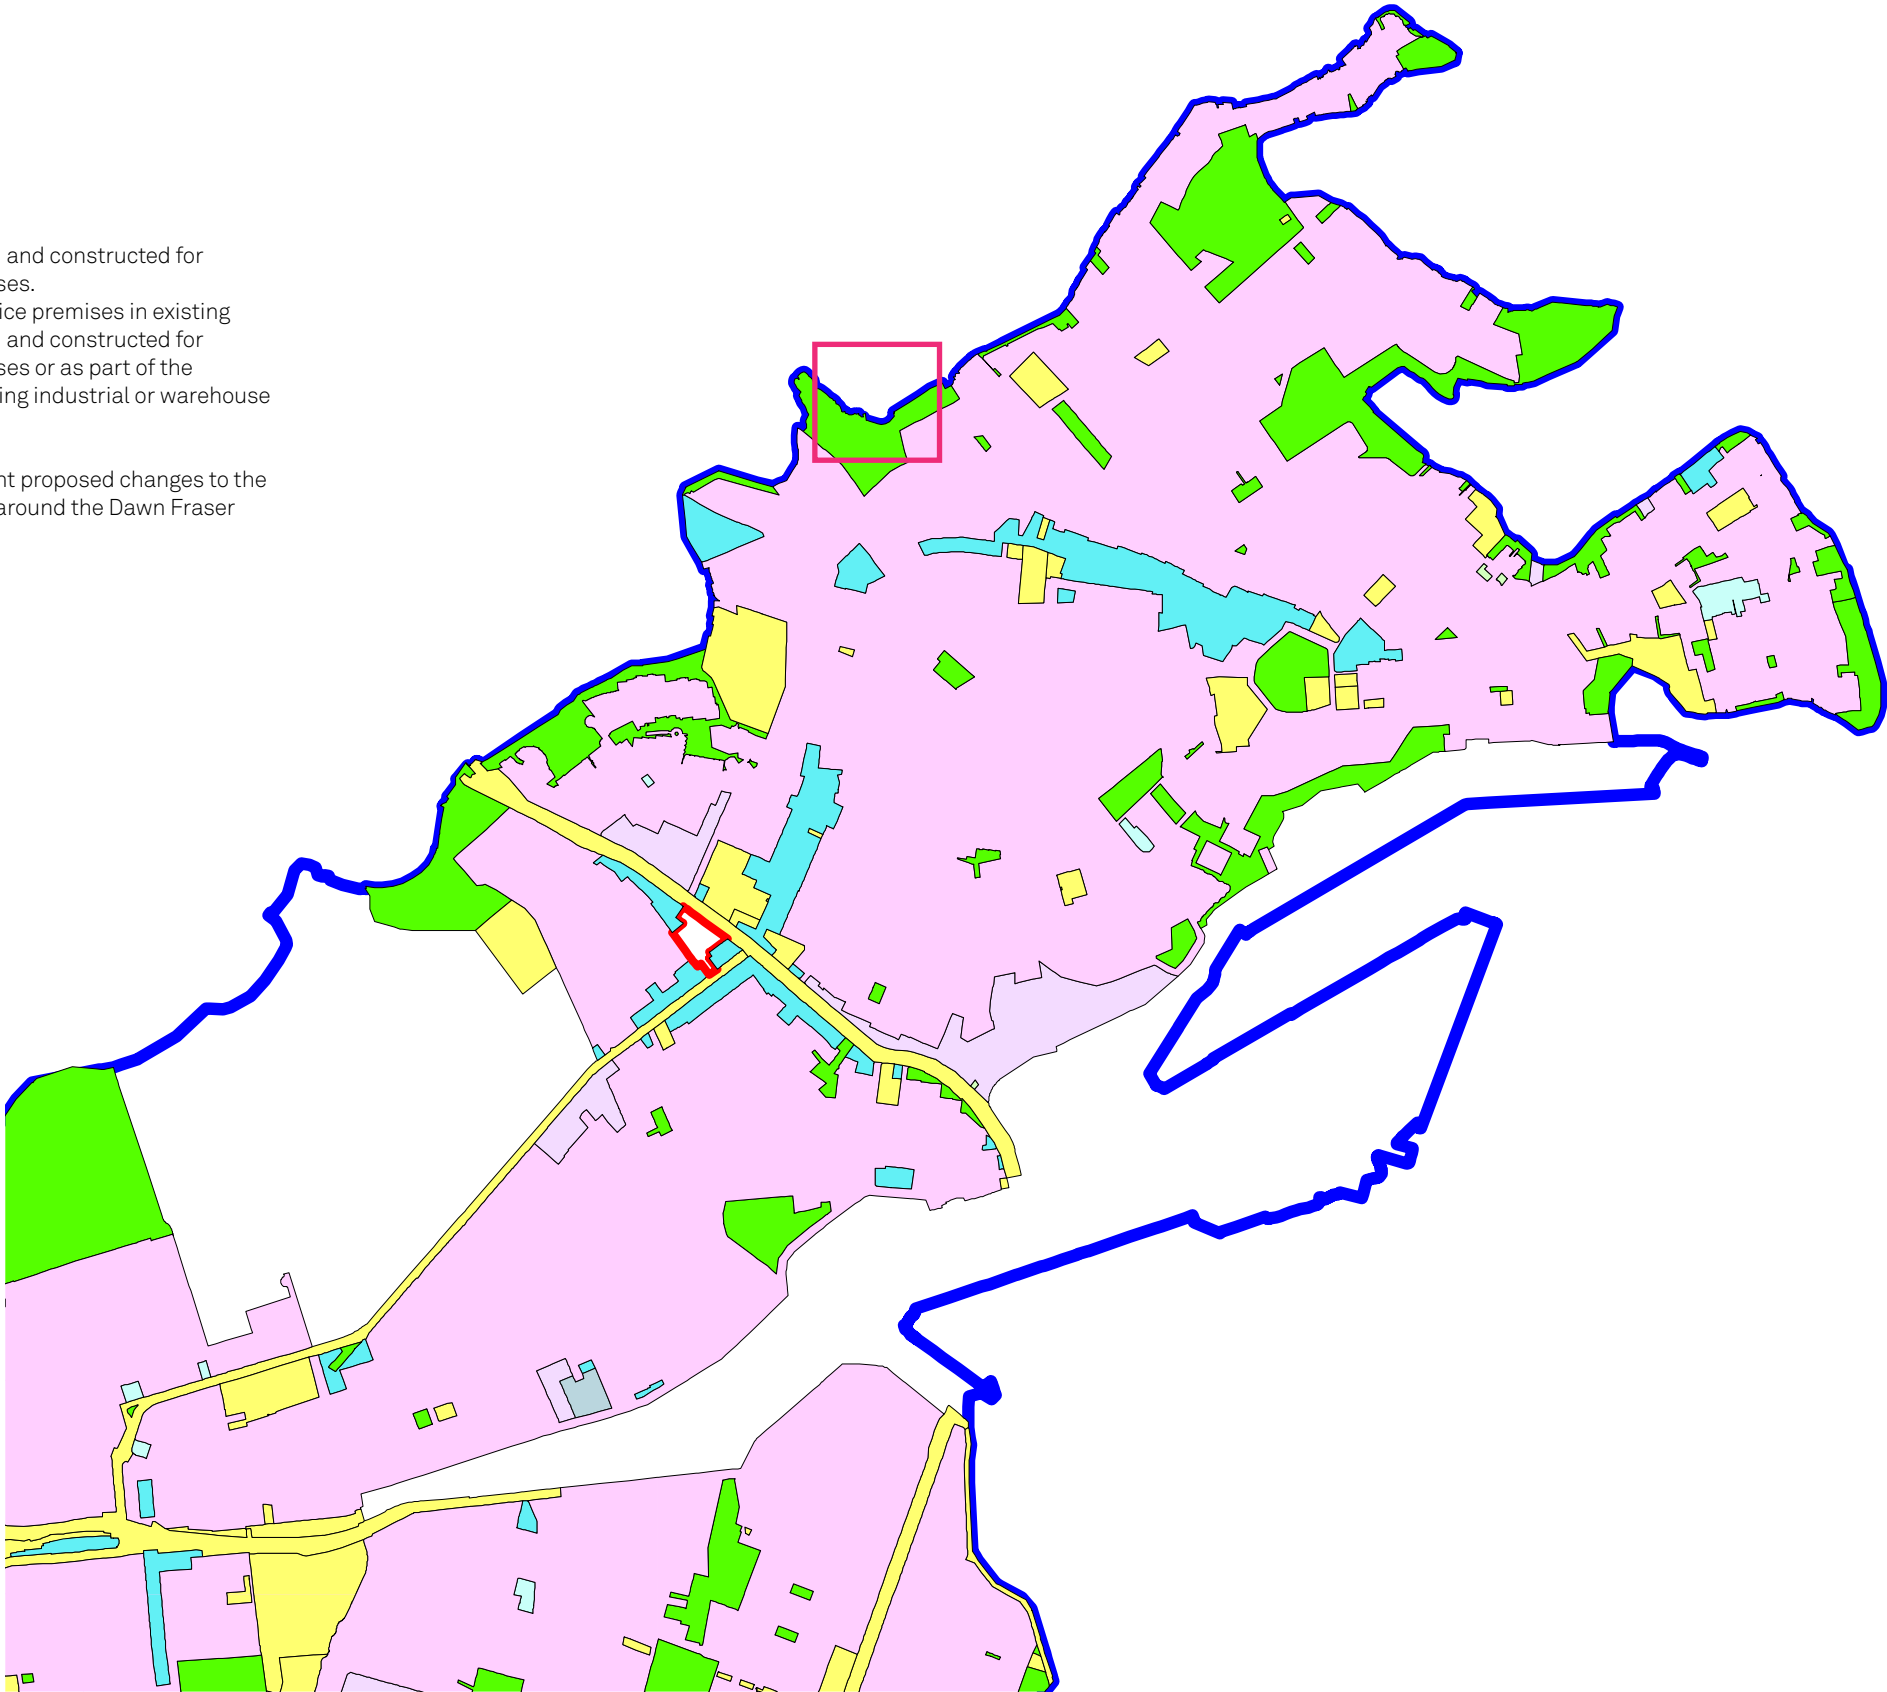 and constructed for
ses.
ice premises in existing
and constructed for
ses or as part of the
ing industrial or warehouse
nt proposed changes to the
around the Dawn Fraser